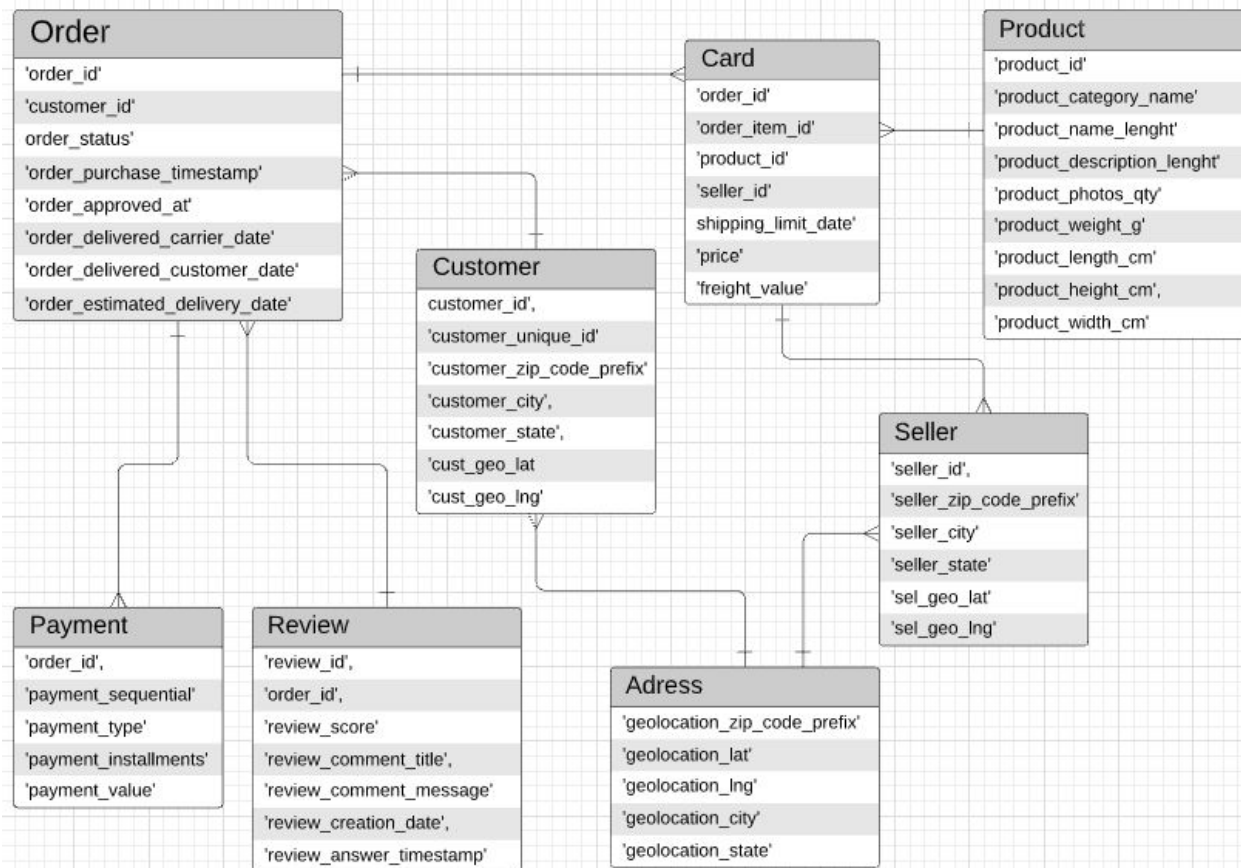 Order
'order_id'
'customer_id'
order_status'
'order_purchase_timestamp'
'order_approved_at'
'order_delivered_carrier_date'
'order_delivered_customer_date'
'order_estimated_delivery_date'
Card
'order_id'
'order_item_id'
'product_id'
'seller_id'
shipping_limit_date'
'price'
'freight_value'
Product
'product_id'
'product_category_name'
'product_name_lenght'
'product_description_lenght'
'product_photos_qty'
'product_weight_g'
'product_length_cm'
'product_height_cm',
'product_width_cm'
Customer
customer_id',
'customer_unique_id'
'customer_zip_code_prefix'
'customer_city',
'customer_state',
'cust_geo_lat
'cust_geo_lng'
Seller
'seller_id',
'seller_zip_code_prefix'
'seller_city'
'seller_state'
'sel_geo_lat'
'sel_geo_lng'
Payment
'order_id',
'payment_sequential'
'payment_type'
'payment_installments'
'payment_value'
Review
'review_id',
'order_id',
'review_score'
'review_comment_title',
'review_comment_message'
'review_creation_date',
'review_answer_timestamp'
Adress
'geolocation_zip_code_prefix'
'geolocation_lat'
'geolocation_lng'
'geolocation_city'
'geolocation_state'